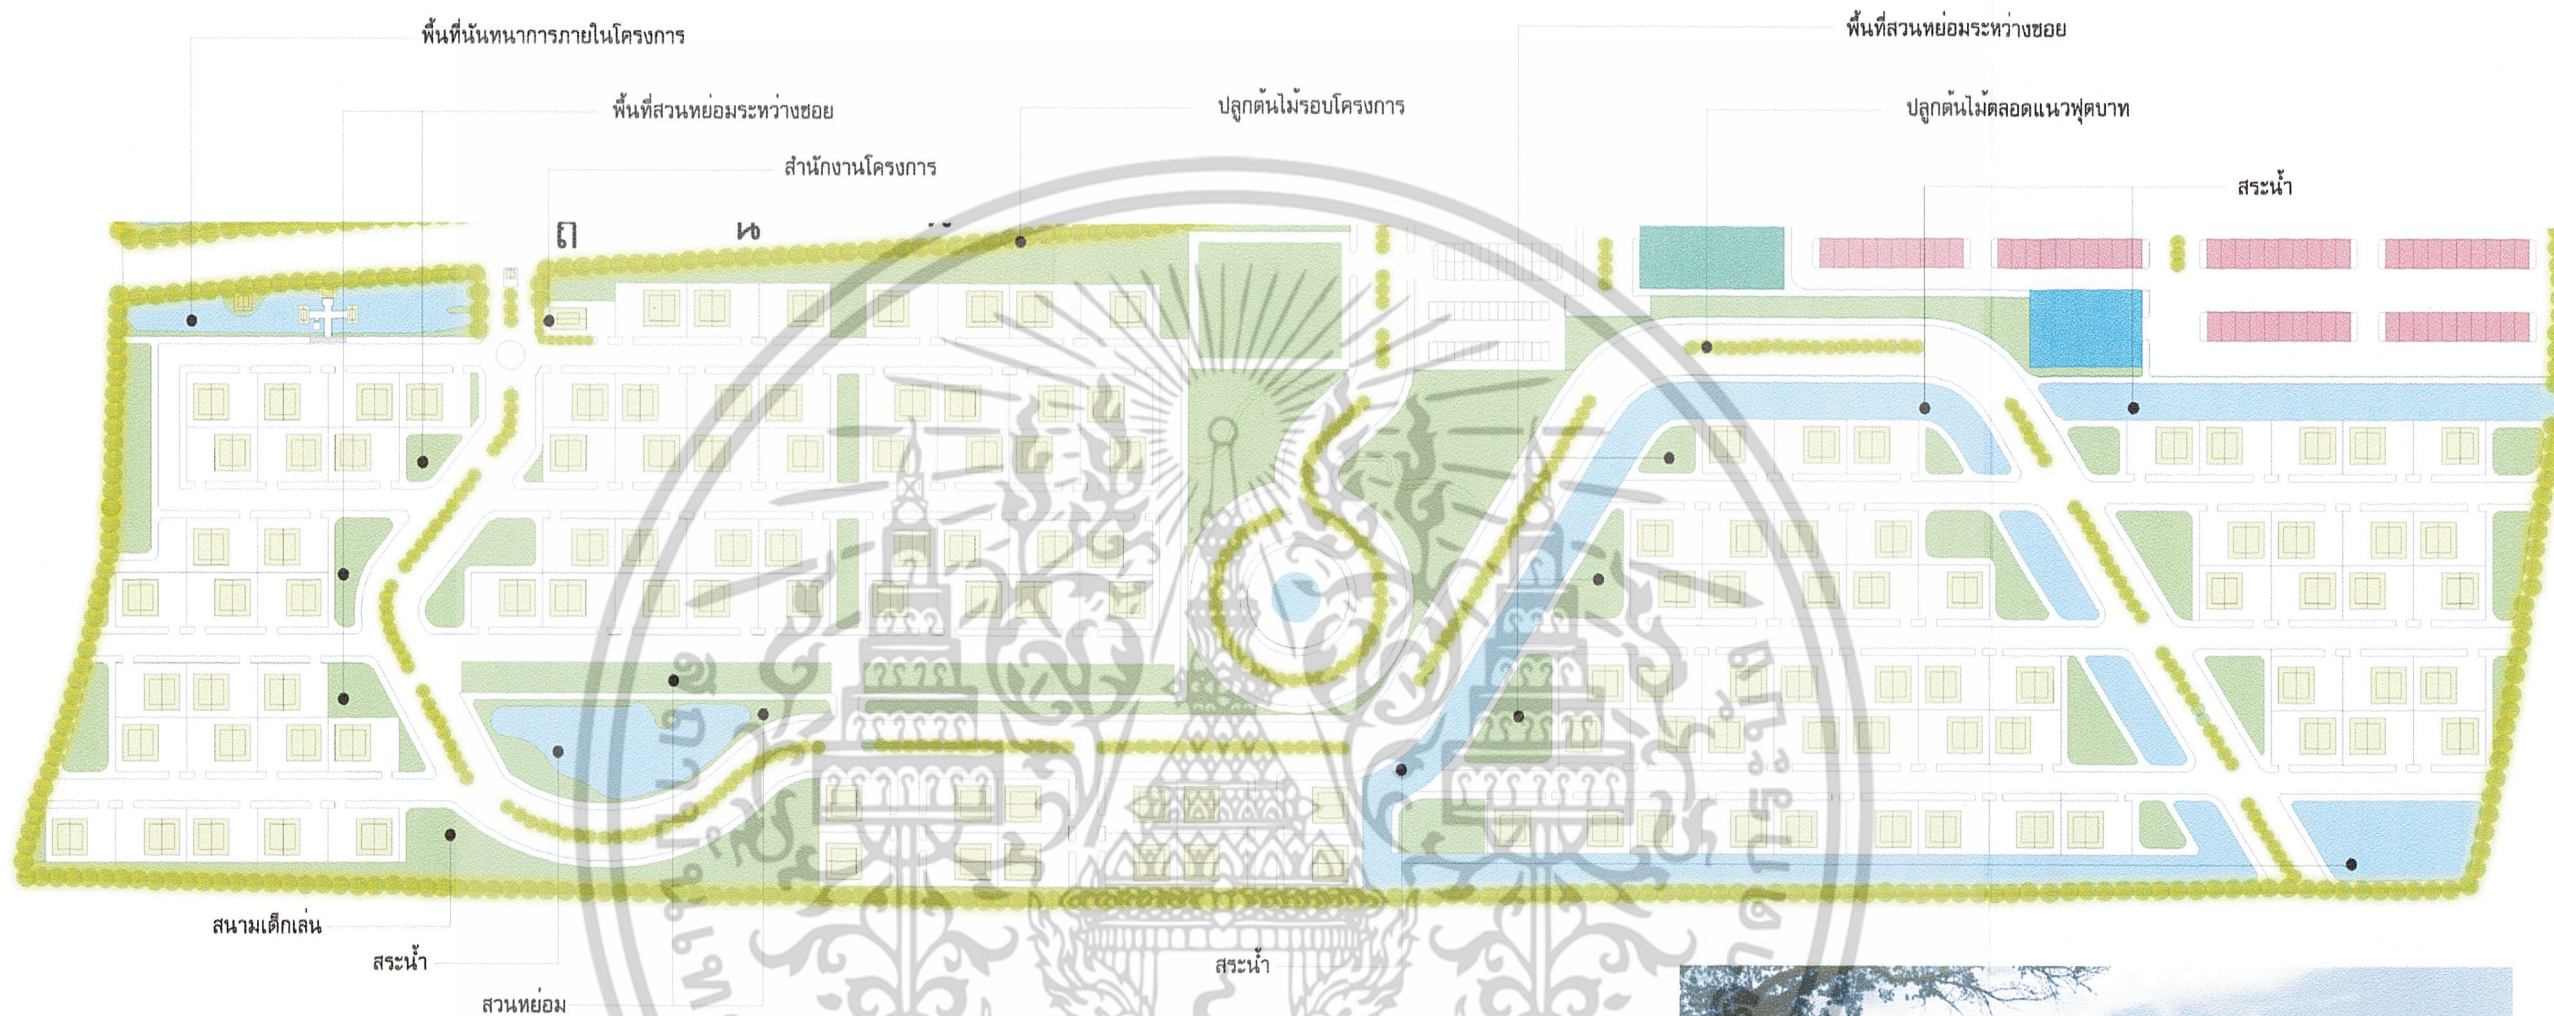 พื้นที่นันทนาการภายในโครงการ
พื้นที่สวนหย่อมระหว่างซอย
พื้นที่สวนหย่อมระหว่างซอย
ปลูกต้นไม้รอบโครงการ
ปลูกต้นไม้ตลอดแนวฟุตบาท
สำนักงานโครงการ
สระน้ำ
ถ น
สนามเด็กเล่น
สระน้ำ
สระน้ำ
สวนหย่อม